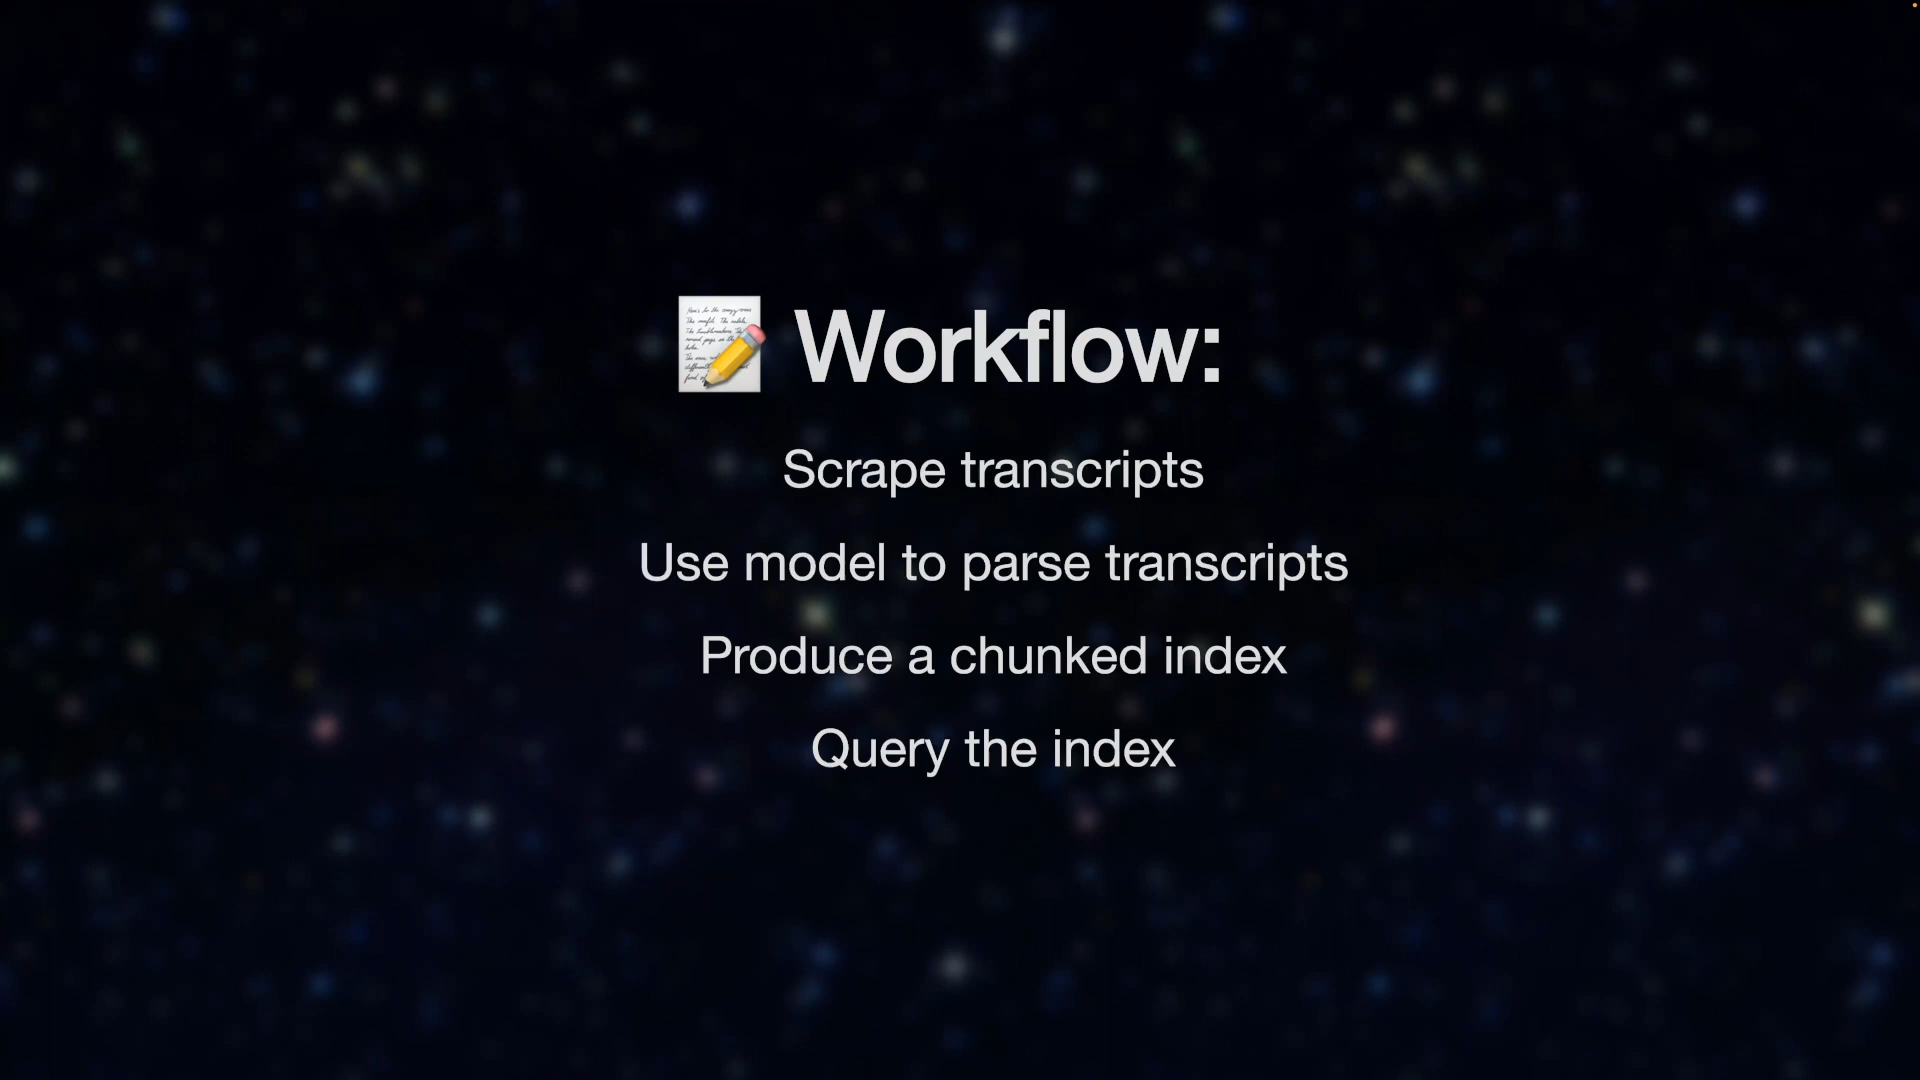 📝 Workflow:
Scrape transcripts
Use model to parse transcripts
Produce a chunked index
Query the index